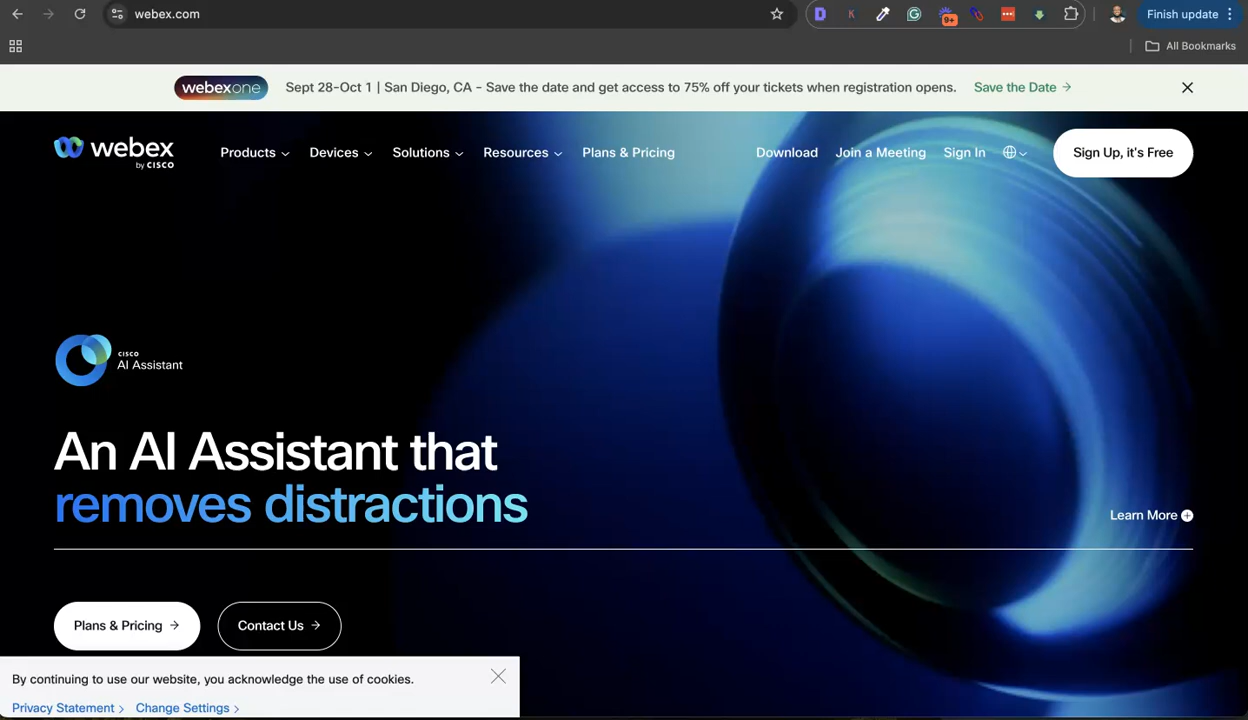 webex.com
9+
Finish update
All Bookmarks
webexone
Sept 28-Oct 1 | San Diego, CA - Save the date and get access to 75% off your tickets when registration opens.
Save the Date →
webex
by CISCO
Products
Devices
Solutions
Resources
Plans & Pricing
Download
Join a Meeting
Sign In
Sign Up, it's Free
CISCO
AI Assistant
An AI Assistant that
removes distractions
Learn More
Plans & Pricing →
Contact Us →
By continuing to use our website, you acknowledge the use of cookies.
Privacy Statement >
Change Settings >